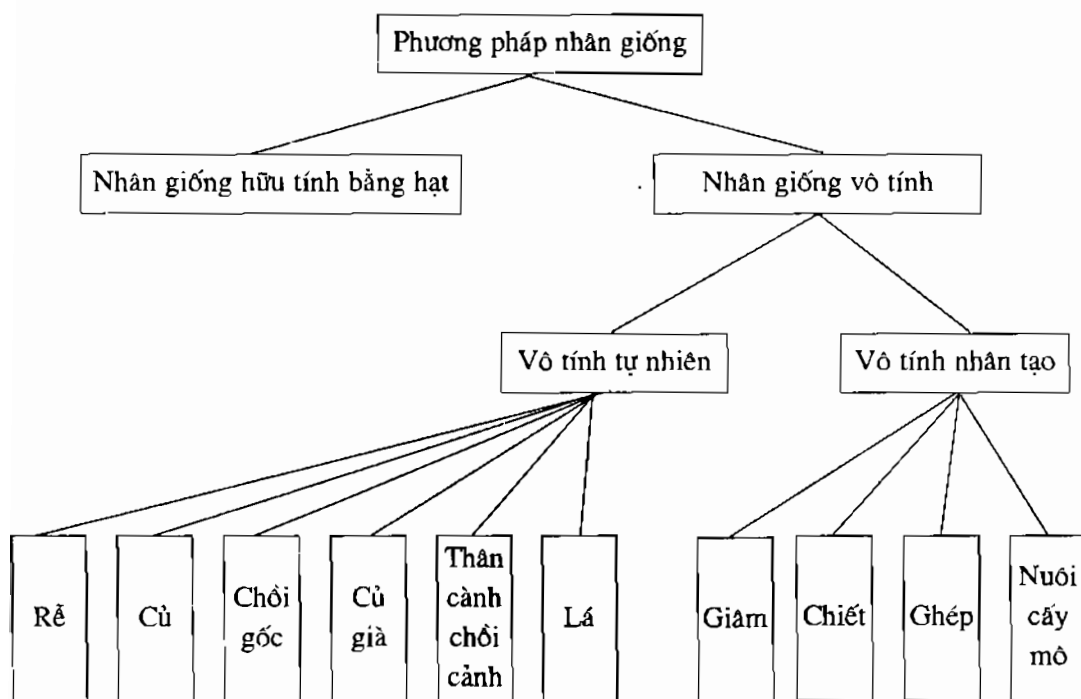 Phương pháp nhân giống
Nhân giống hữu tính bằng hạt
Nhân giống vô tính
Vô tính tự nhiên
Vô tính nhân tạo
Rễ
Củ
Chồi
gốc
Củ
già
Thân
cành
chồi
cảnh
Lá
Giâm
Chiết
Ghép
Nuôi
cấy
mô